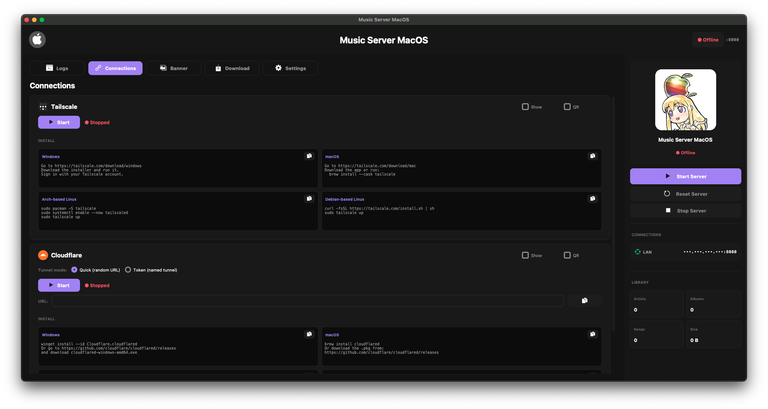 Music Server MacOS
Music Server MacOS
Offline
:8888
Logs
Connections
Banner
Download
Settings
Connections
Tailscale
Show
QR
Start
Stopped
INSTALL
Windows
Go to https://tailscale.com/download/windows
Download the installer and run it.
Sign in with your Tailscale account.
macOS
Go to https://tailscale.com/download/mac
Download the app or run:
brew install --cask tailscale
Arch-based Linux
sudo pacman -S tailscale
sudo systemctl enable --now tailscaled
sudo tailscale up
Debian-based Linux
curl -fsSL https://tailscale.com/install.sh | sh
sudo tailscale up
Cloudflare
Show
QR
Tunnel mode:
Quick (random URL)
Token (named tunnel)
Start
Stopped
URL:
INSTALL
Windows
winget install --id Cloudflare.cloudflared
Or go to https://github.com/cloudflare/cloudflared/releases
and download cloudflared-windows-amd64.exe
macOS
brew install cloudflared
Or download the .pkg from:
https://github.com/cloudflare/cloudflared/releases
Music Server MacOS
Offline
Start Server
Reset Server
Stop Server
CONNECTIONS
LAN
•••.•••.•••.•••:8888
LIBRARY
Artists
0
Albums
0
Songs
0
Size
0 B